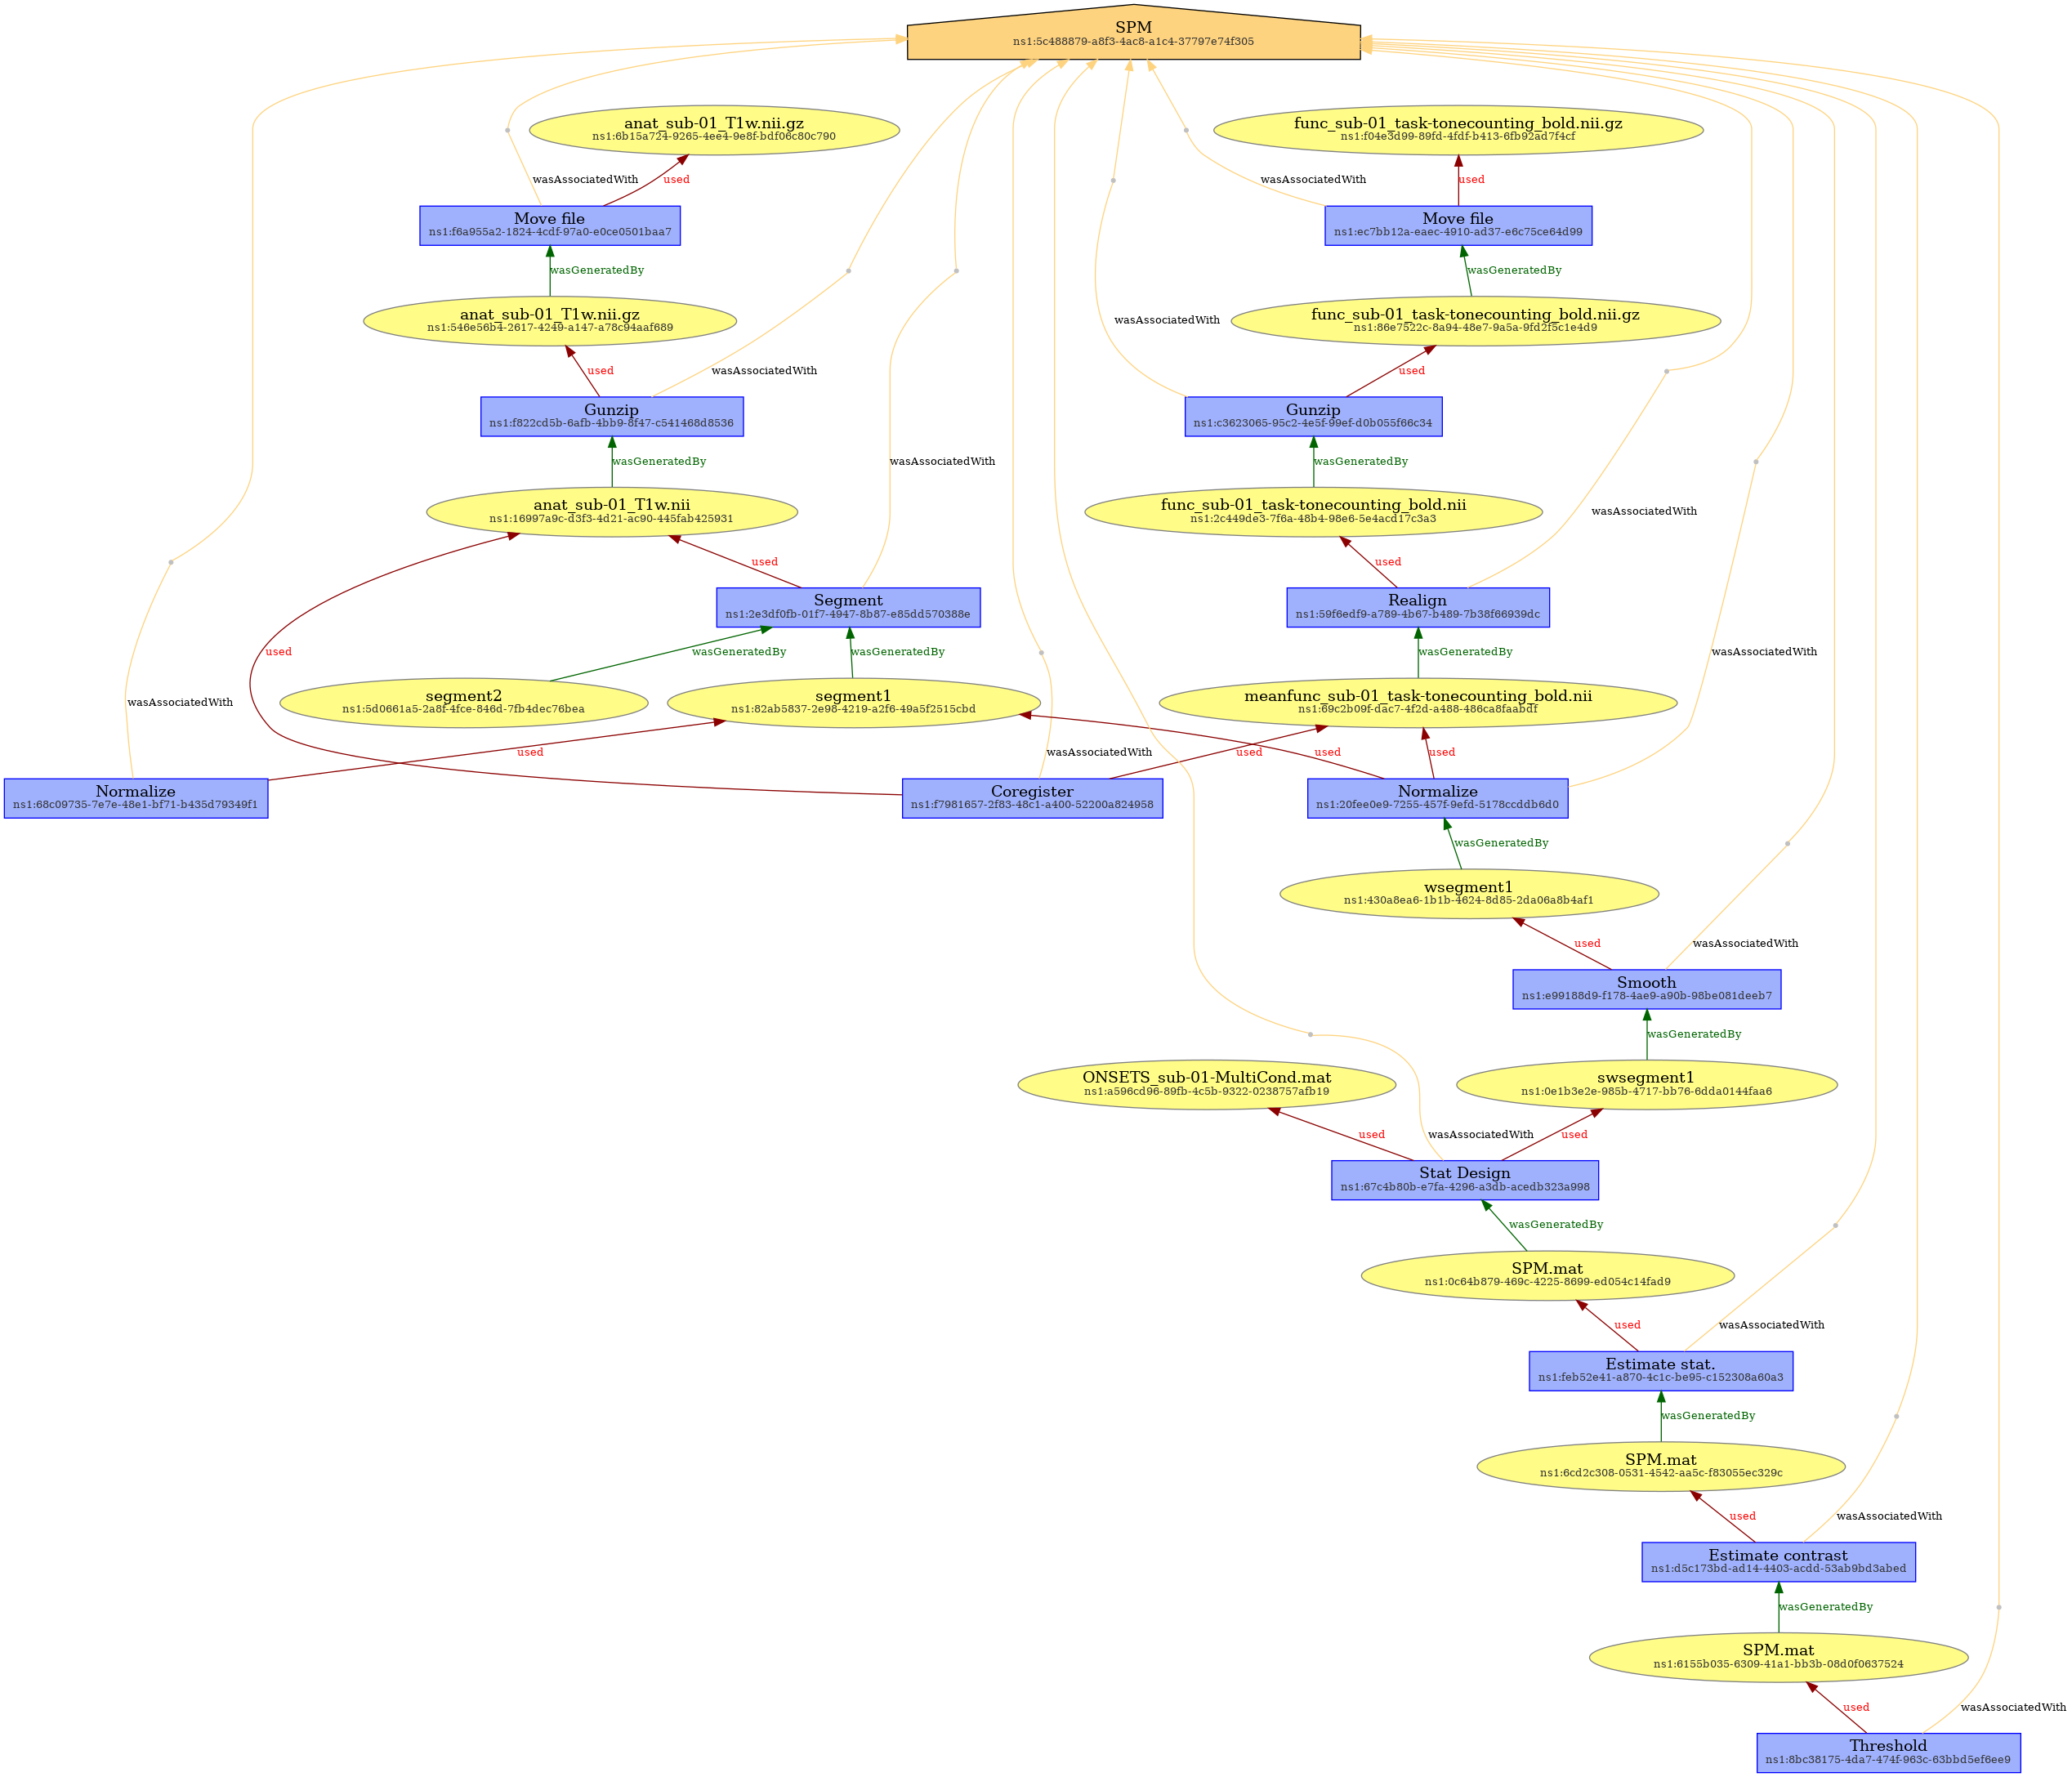 SPM
ns1:5c488879-a8f3-4ac8-a1c4-37797e74f305
anat_sub-01_T1w.nii.gz
ns1:6b15a724-9265-4ee4-9e8f-bdf06c80c790
func_sub-01_task-tonecounting_bold.nii.gz
ns1:f04e3d99-89fd-4fdf-b413-6fb92ad7f4cf
wasAssociatedWith
used
wasAssociatedWith
used
Move file
ns1:f6a955a2-1824-4cdf-97a0-e0ce0501baa7
Move file
ns1:ec7bb12a-eaec-4910-ad37-e6c75ce64d99
wasGeneratedBy
wasGeneratedBy
anat_sub-01_T1w.nii.gz
ns1:546e56b4-2617-4249-a147-a78c94aaf689
wasAssociatedWith
func_sub-01_task-tonecounting_bold.nii.gz
ns1:86e7522c-8a94-48e7-9a5a-9fd2f5c1e4d9
used
wasAssociatedWith
used
Gunzip
ns1:f822cd5b-6afb-4bb9-8f47-c541468d8536
Gunzip
ns1:c3623065-95c2-4e5f-99ef-d0b055f66c34
wasGeneratedBy
wasAssociatedWith
wasGeneratedBy
anat_sub-01_T1w.nii
ns1:16997a9c-d3f3-4d21-ac90-445fab425931
func_sub-01_task-tonecounting_bold.nii
ns1:2c449de3-7f6a-48b4-98e6-5e4acd17c3a3
wasAssociatedWith
used
used
Segment
ns1:2e3df0fb-01f7-4947-8b87-e85dd570388e
Realign
ns1:59f6edf9-a789-4b67-b489-7b38f66939dc
used
wasGeneratedBy
wasGeneratedBy
wasGeneratedBy
wasAssociatedWith
segment2
ns1:5d0661a5-2a8f-4fce-846d-7fb4dec76bea
segment1
ns1:82ab5837-2e98-4219-a2f6-49a5f2515cbd
meanfunc_sub-01_task-tonecounting_bold.nii
ns1:69c2b09f-dac7-4f2d-a488-486ca8faabdf
wasAssociatedWith
used
wasAssociatedWith
used
used
used
Normalize
ns1:68c09735-7e7e-48e1-bf71-b435d79349f1
Coregister
ns1:f7981657-2f83-48c1-a400-52200a824958
Normalize
ns1:20fee0e9-7255-457f-9efd-5178ccddb6d0
wasGeneratedBy
wsegment1
ns1:430a8ea6-1b1b-4624-8d85-2da06a8b4af1
used
wasAssociatedWith
Smooth
ns1:e99188d9-f178-4ae9-a90b-98be081deeb7
wasGeneratedBy
ONSETS_sub-01-MultiCond.mat
ns1:a596cd96-89fb-4c5b-9322-0238757afb19
swsegment1
ns1:0e1b3e2e-985b-4717-bb76-6dda0144faa6
used
wasAssociatedWith
used
Stat Design
ns1:67c4b80b-e7fa-4296-a3db-acedb323a998
wasGeneratedBy
SPM.mat
ns1:0c64b879-469c-4225-8699-ed054c14fad9
used
wasAssociatedWith
Estimate stat.
ns1:feb52e41-a870-4c1c-be95-c152308a60a3
wasGeneratedBy
SPM.mat
ns1:6cd2c308-0531-4542-aa5c-f83055ec329c
used
wasAssociatedWith
Estimate contrast
ns1:d5c173bd-ad14-4403-acdd-53ab9bd3abed
wasGeneratedBy
SPM.mat
ns1:6155b035-6309-41a1-bb3b-08d0f0637524
used
wasAssociatedWith
Threshold
ns1:8bc38175-4da7-474f-963c-63bbd5ef6ee9